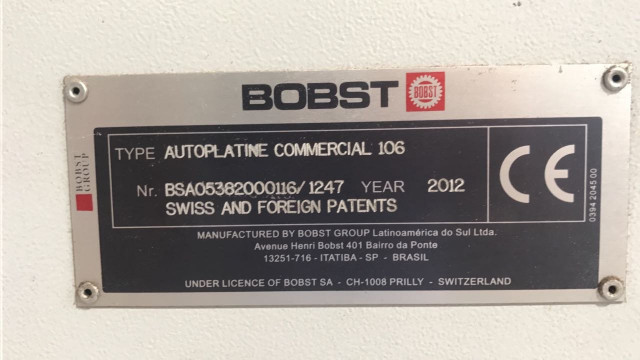 BOBST
BOBST
BOBST
GROUP
TYPE AUTOPLATINE COMMERCIAL 106
Nr. BSA05382000116/1247 YEAR 2012
SWISS AND FOREIGN PATENTS
CE
0394 2045 00
MANUFACTURED BY BOBST GROUP Latinoamérica do Sul Ltda.
Avenue Henri Bobst 401 Bairro da Ponte
13251-716 - ITATIBA - SP - BRASIL
UNDER LICENCE OF BOBST SA - CH-1008 PRILLY - SWITZERLAND